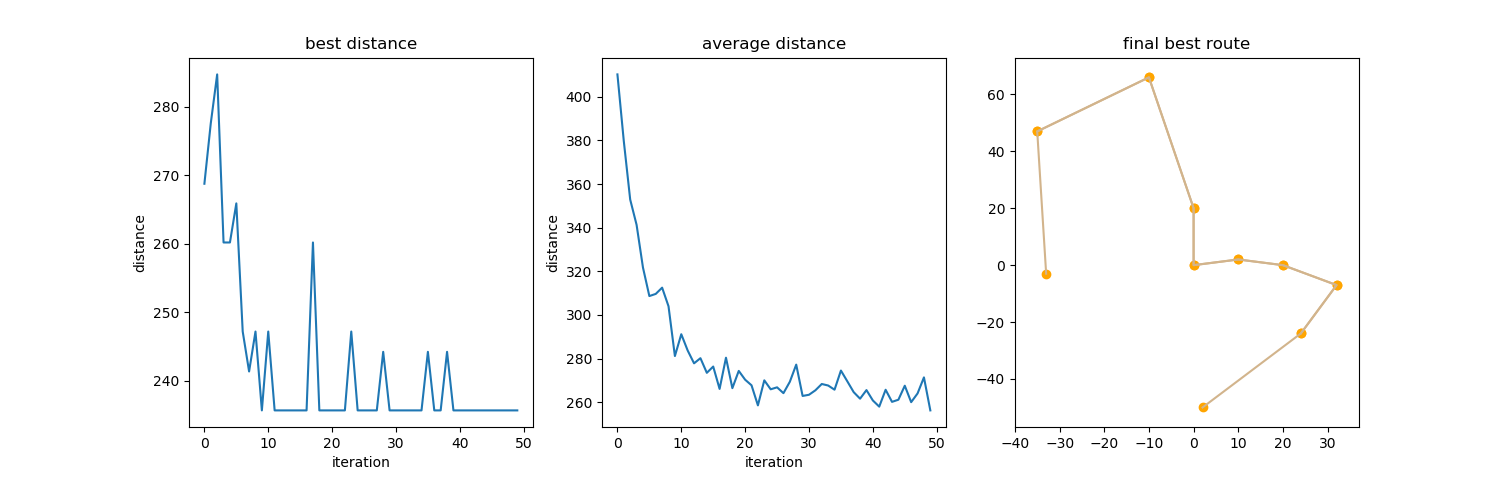 best distance
distance
280
270
260
250
240
0 10 20 30 40 50
iteration
average distance
distance
400
380
360
340
320
300
280
260
0 10 20 30 40 50
iteration
final best route
60
40
20
0
−20
−40
−40 −30 −20 −10 0 10 20 30